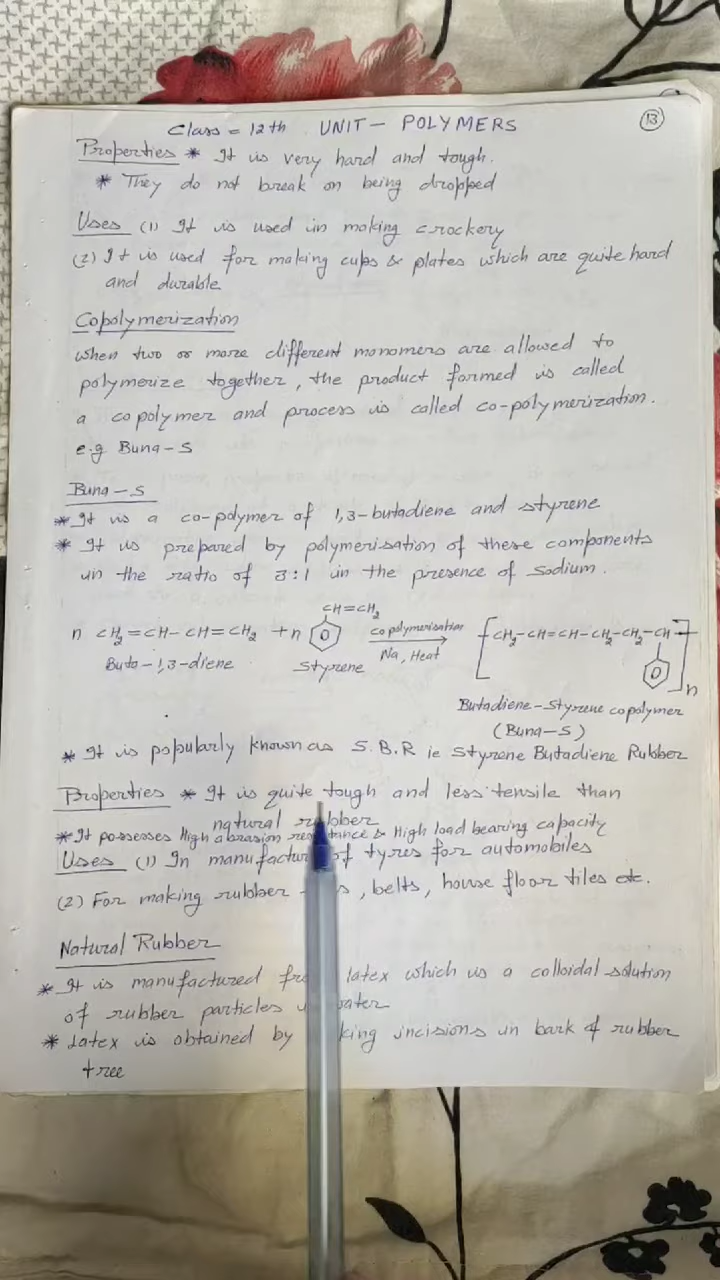 Class = 12th UNIT - POLYMERS
13
Properties * It is very hard and tough.
* They do not break on being dropped
Uses (1) It is used in making crockery
(2) It is used for making cups & plates which are quite hard
and durable
Copolymerization
When two or more different monomers are allowed to
polymerize together, the product formed is called
a copolymer and process is called co-polymerization.
e.g Buna-S
Buna-S
* It is a co-polymer of 1,3-butadiene and styrene
* It is prepared by polymerisation of these components
in the ratio of 3:1 in the presence of Sodium.
CH=CH₂
n CH₂=CH-CH=CH₂ + n O copolymerisation [CH₂-CH=CH-CH₂-CH₂-CH]n
Na, Heat
O
Buta-1,3-diene Styrene
Butadiene-Styrene copolymer
(Buna-S)
* It is popularly known as S.B.R ie Styrene Butadiene Rubber
Properties * It is quite tough and less tensile than
natural rubber
* It possesses High abrasion resistance & High load bearing capacity
Uses (1) In manufacture of tyres for automobiles
(2) For making rubber , belts, house floor tiles etc.
Natural Rubber
* It is manufactured from latex which is a colloidal solution
of rubber particles in water
* Latex is obtained by making incisions in bark of rubber
tree